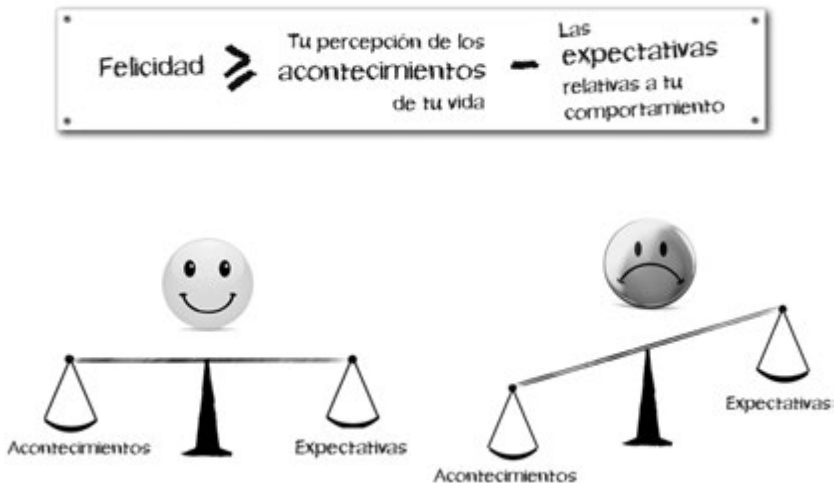 Felicidad ≥ Tu percepción de los acontecimientos de tu vida - Las expectativas relativas a tu comportamiento
Acontecimientos
Expectativas
Acontecimientos
Expectativas